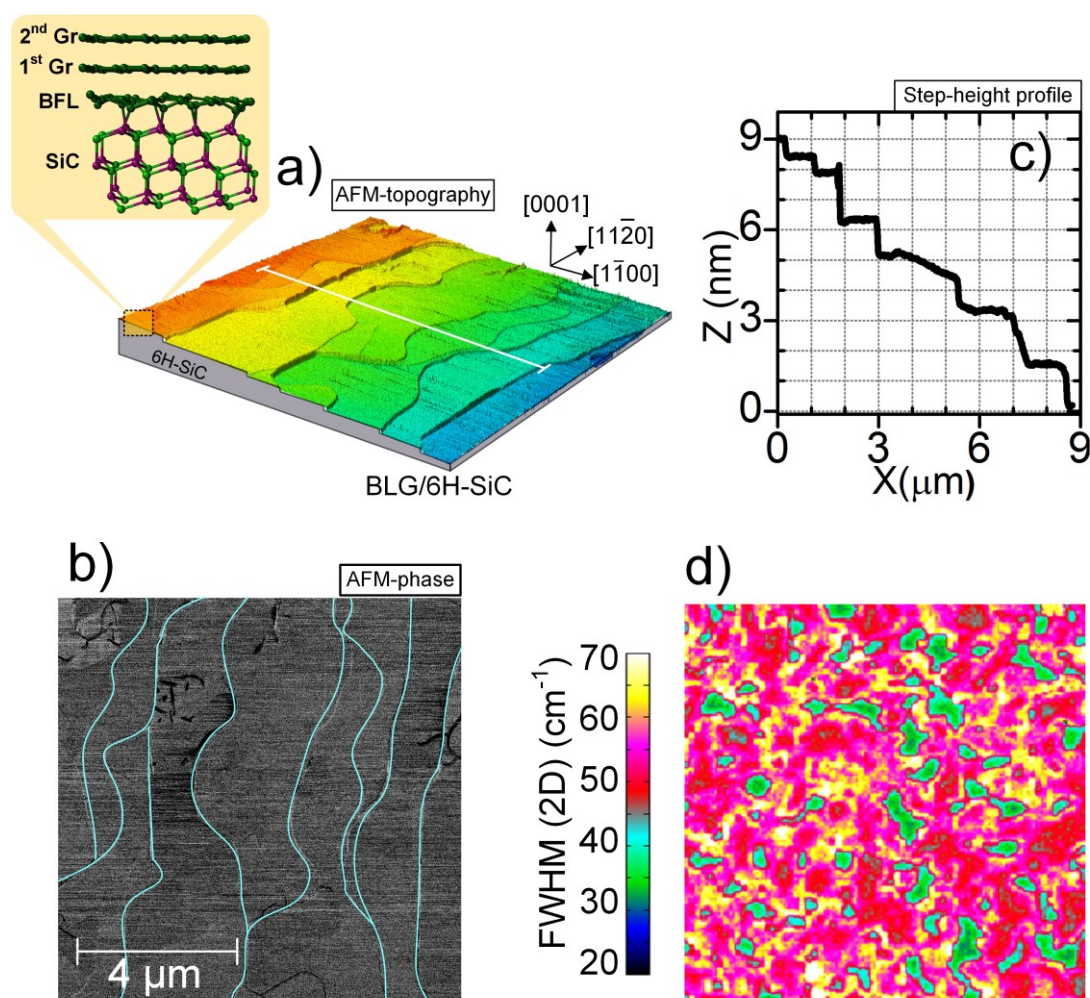 2nd Gr
1st Gr
BFL
SiC
a)
AFM-topography
[0001]
[112̄0]
[11̄00]
6H-SiC
BLG/6H-SiC
Step-height profile
c)
9
6
3
0
Z (nm)
0 3 6 9
X(μm)
b)
AFM-phase
4 μm
d)
FWHM (2D) (cm-1)
70
60
50
40
30
20